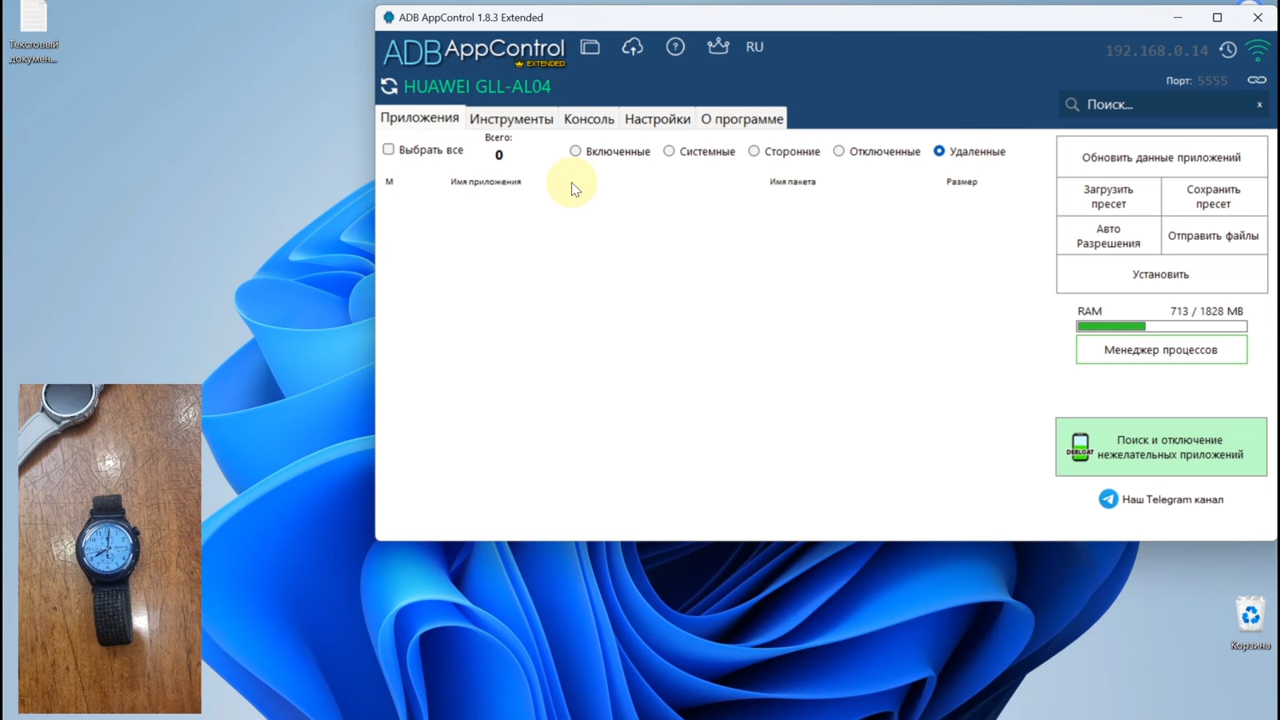 Текстовый
докумен...
ADB AppControl 1.8.3 Extended
ADB AppControl
EXTENDED
RU
192.168.0.14
HUAWEI GLL-AL04
Порт: 5555
Поиск...
x
Приложения
Инструменты
Консоль
Настройки
О программе
Выбрать все
Всего:
0
Включенные
Системные
Сторонние
Отключенные
Удаленные
М
Имя приложения
Имя пакета
Размер
Обновить данные приложений
Загрузить
пресет
Сохранить
пресет
Авто
Разрешения
Отправить файлы
Установить
RAM
713 / 1828 MB
Менеджер процессов
DEBLOAT
Поиск и отключение
нежелательных приложений
Наш Telegram канал
Корзина